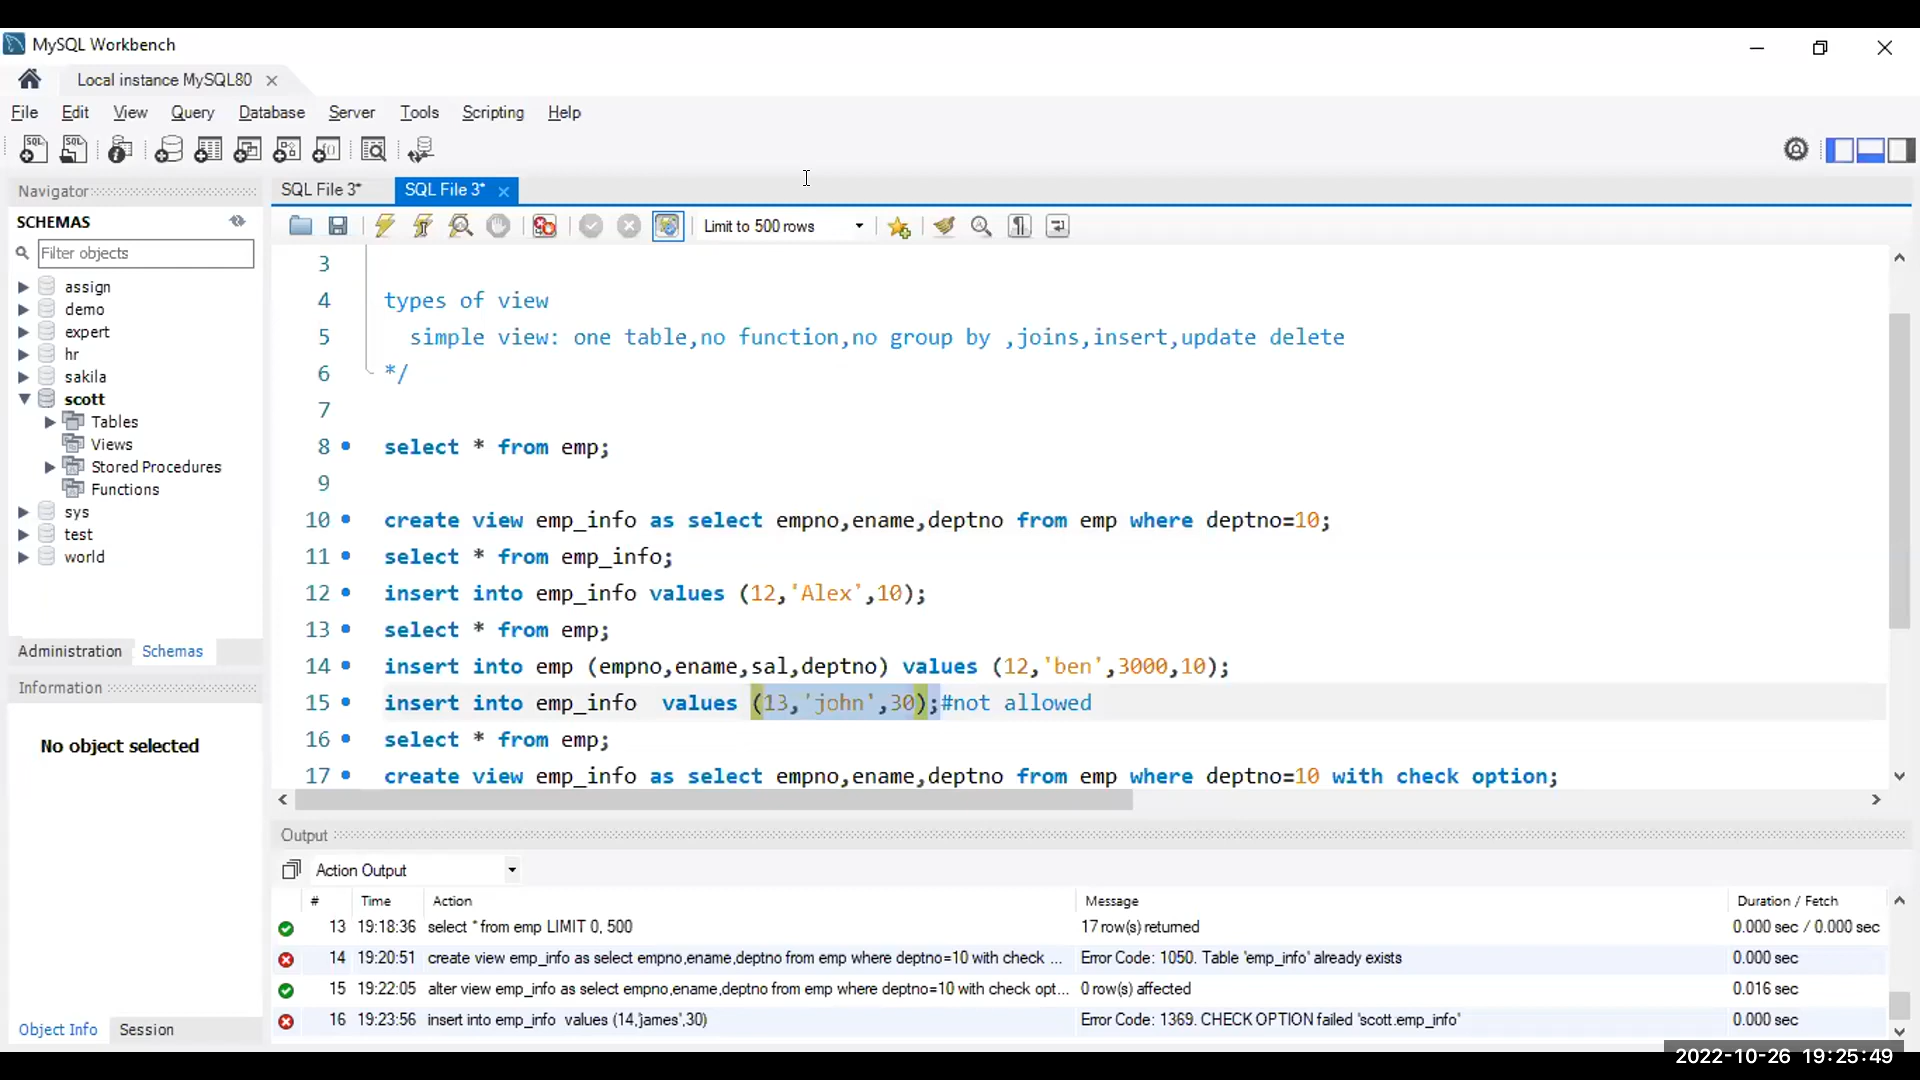 MySQL Workbench
Local instance MySQL80
File Edit View Query Database Server Tools Scripting Help
Navigator
SCHEMAS
Filter objects
assign
demo
expert
hr
sakila
scott
Tables
Views
Stored Procedures
Functions
sys
test
world
Administration Schemas
Information
No object selected
Object Info Session
SQL File 3* SQL File 3*
Limit to 500 rows
3
4 types of view
5 simple view: one table,no function,no group by ,joins,insert,update delete
6 */
7
8 select * from emp;
9
10 create view emp_info as select empno,ename,deptno from emp where deptno=10;
11 select * from emp_info;
12 insert into emp_info values (12,'Alex',10);
13 select * from emp;
14 insert into emp (empno,ename,sal,deptno) values (12,'ben',3000,10);
15 insert into emp_info  values (13,'john',30);#not allowed
16 select * from emp;
17 create view emp_info as select empno,ename,deptno from emp where deptno=10 with check option;
Output
Action Output
# Time Action Message Duration / Fetch
13 19:18:36 select * from emp LIMIT 0, 500 17 row(s) returned 0.000 sec / 0.000 sec
14 19:20:51 create view emp_info as select empno,ename,deptno from emp where deptno=10 with check ... Error Code: 1050. Table 'emp_info' already exists 0.000 sec
15 19:22:05 alter view emp_info as select empno,ename,deptno from emp where deptno=10 with check opt... 0 row(s) affected 0.016 sec
16 19:23:56 insert into emp_info  values (14,'james',30) Error Code: 1369. CHECK OPTION failed 'scott.emp_info' 0.000 sec
2022-10-26 19:25:49